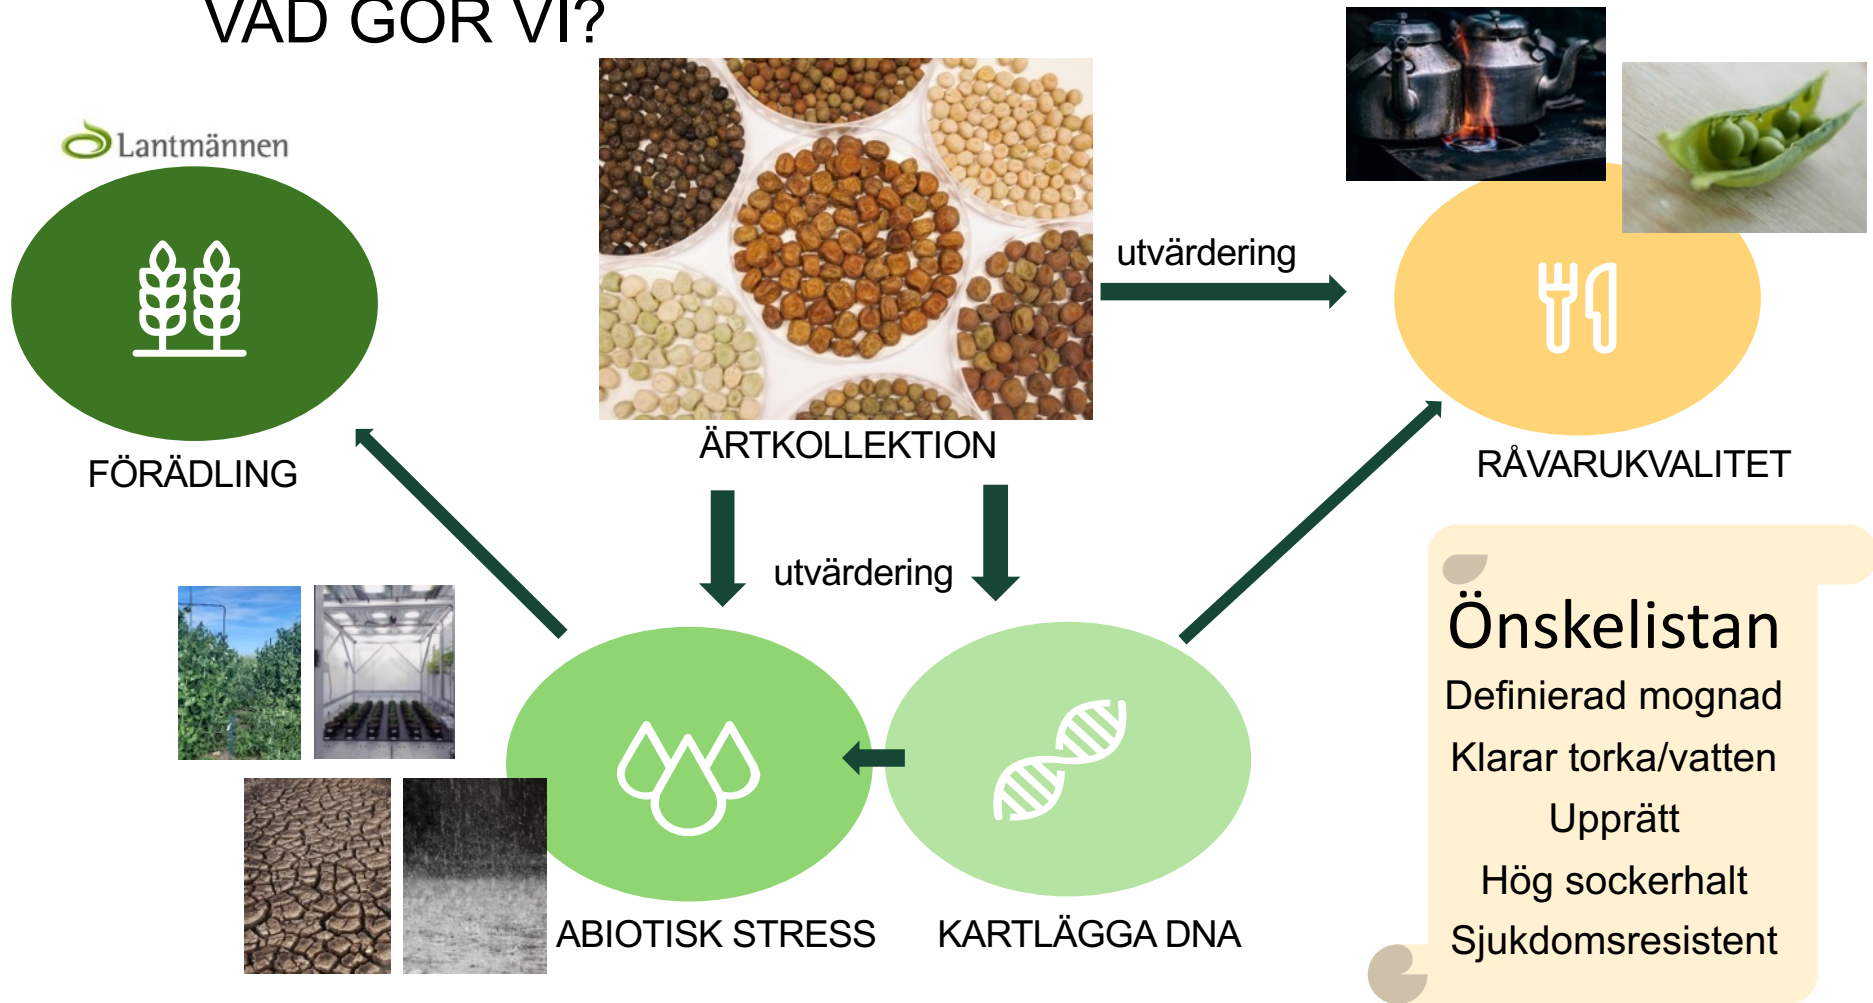 VAD GÖR VI?
Lantmännen
FÖRÄDLING
ÄRTKOLLEKTION
utvärdering
RÅVARUKVALITET
utvärdering
ABIOTISK STRESS
KARTLÄGGA DNA
Önskelistan
Definierad mognad
Klarar torka/vatten
Upprätt
Hög sockerhalt
Sjukdomsresistent